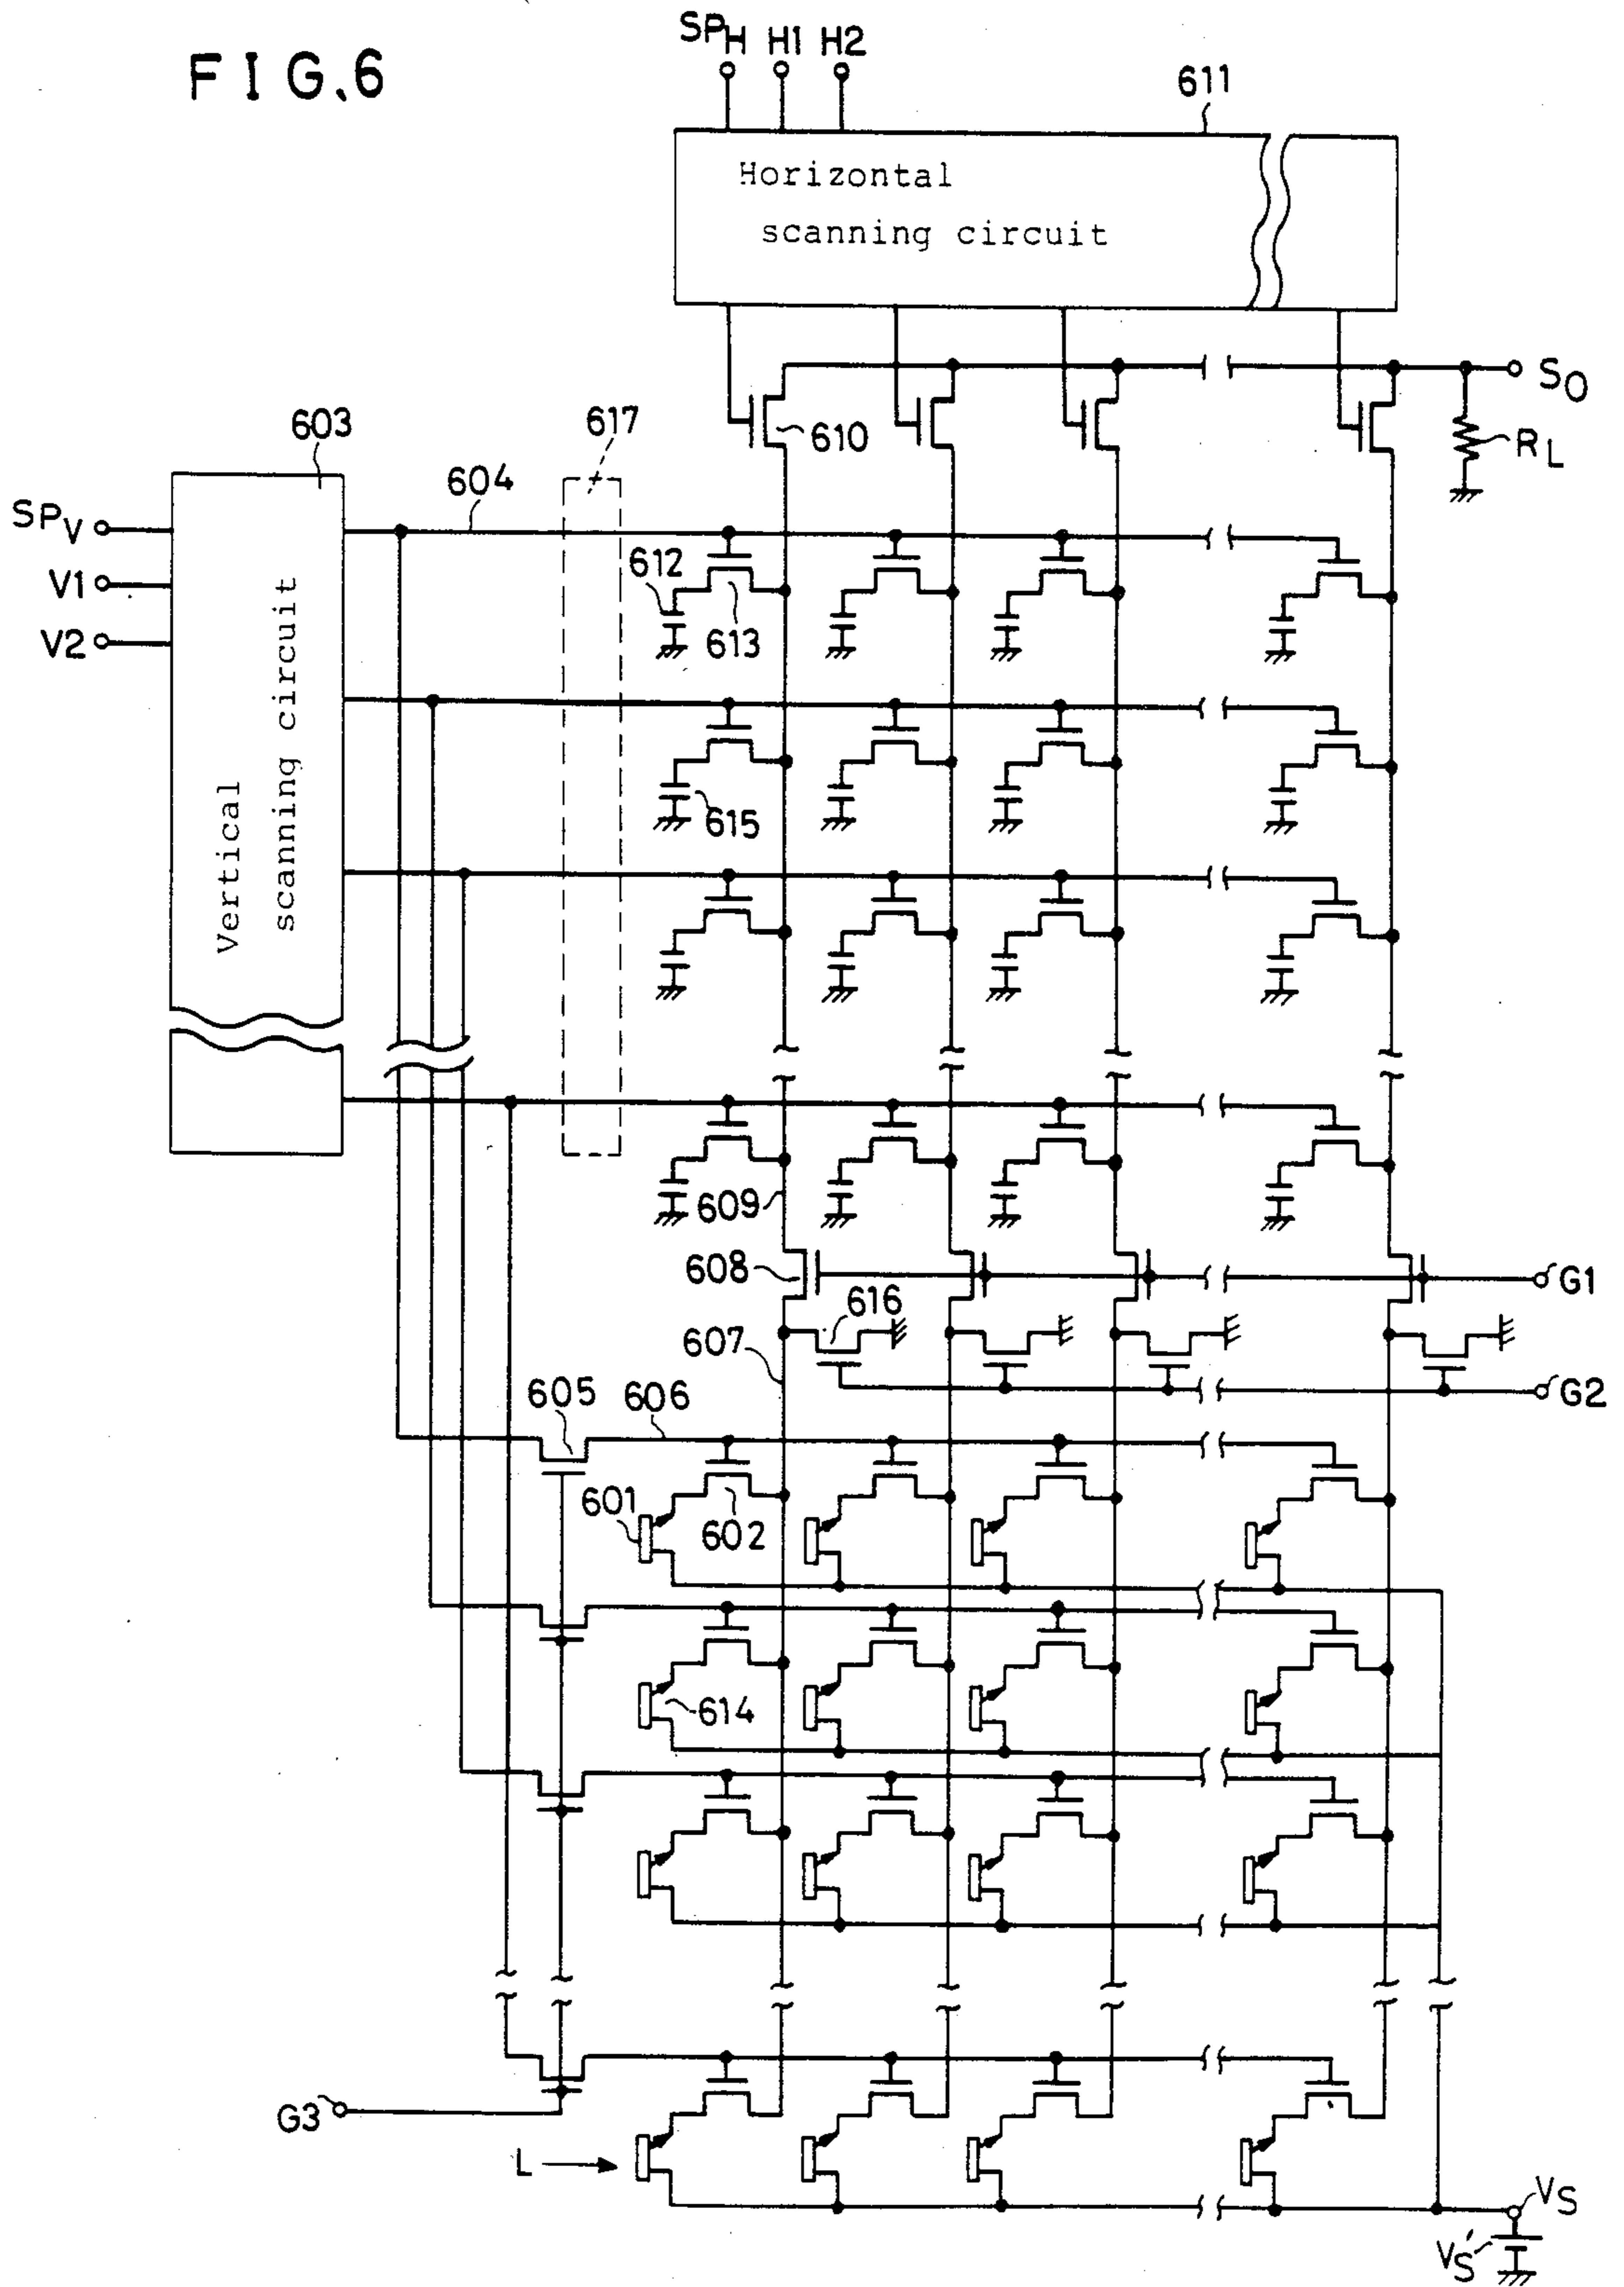 FIG.6
SPH H1 H2
611
Horizontal
scanning circuit
SO
610
RL
603
617
604
SPV
V1
V2
Vertical
scanning circuit
612
613
615
609
608
G1
616
607
G2
605
606
601
602
614
G3
L
VS
VS'